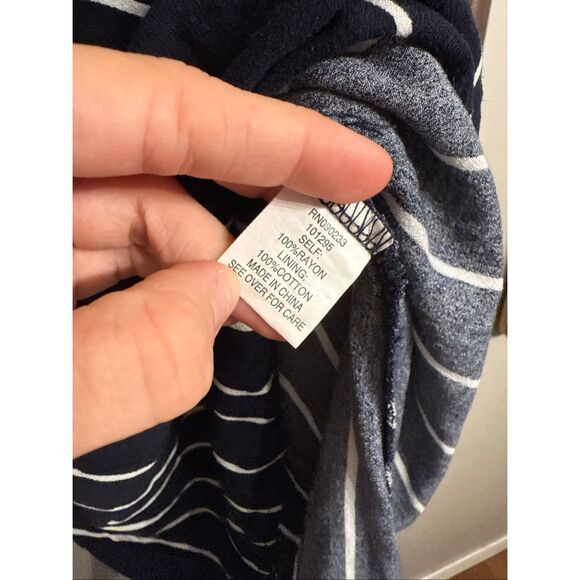 RN090233
101295
SELF:
100%RAYON
LINING:
100%COTTON
MADE IN CHINA
SEE OVER FOR CARE